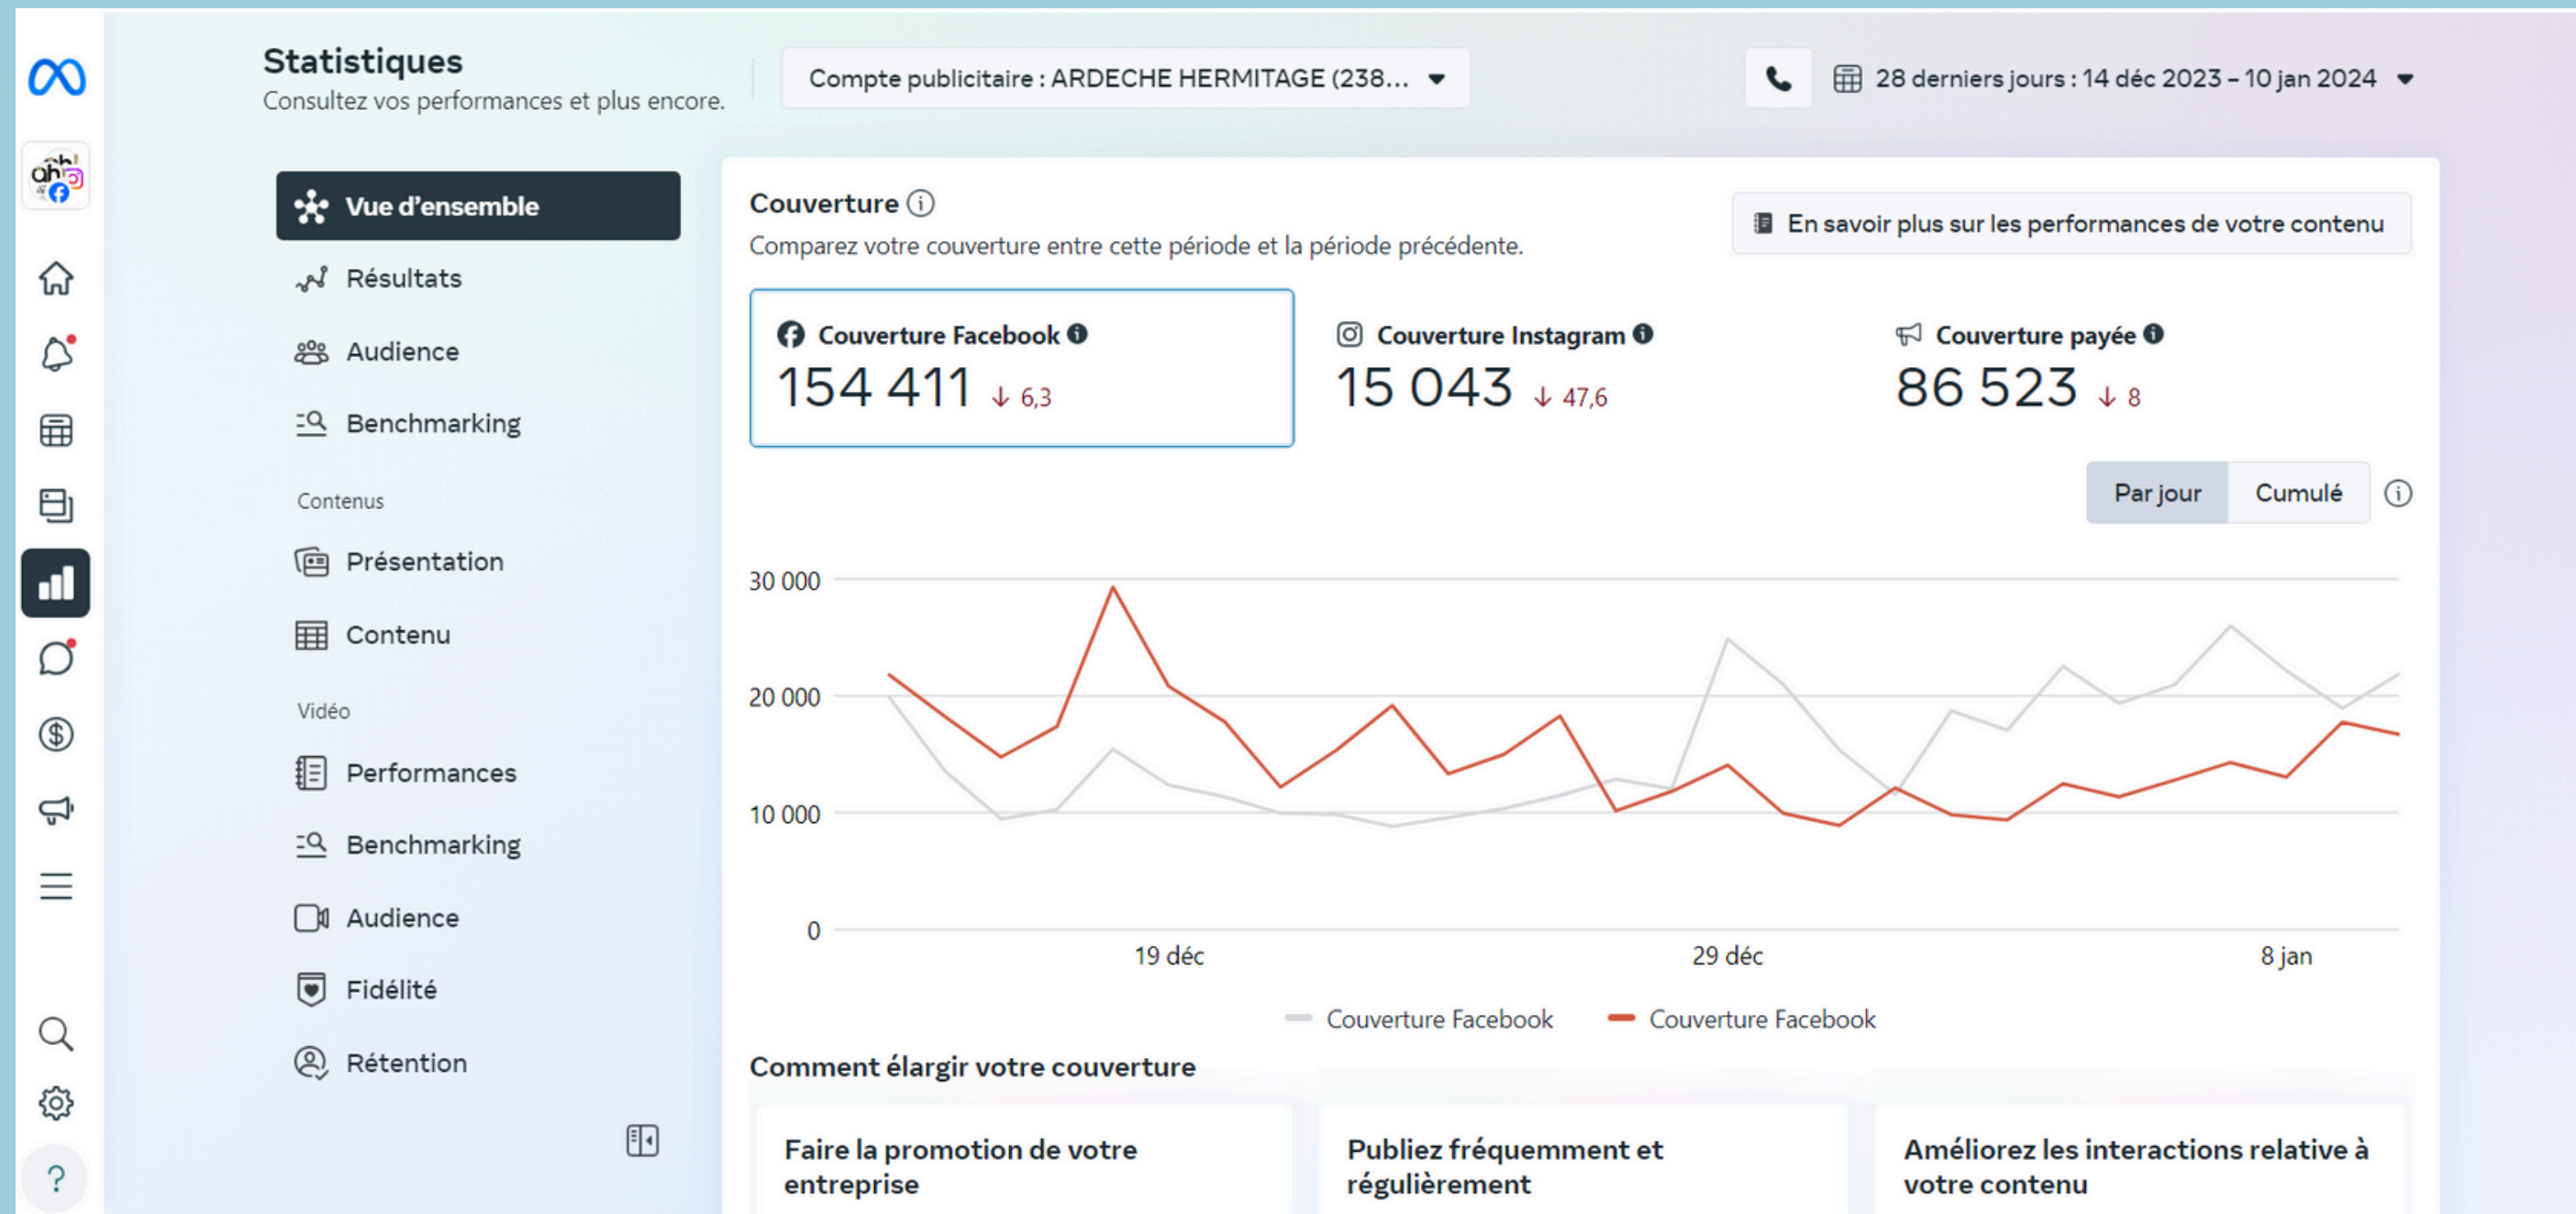 Statistiques
Consultez vos performances et plus encore.
Compte publicitaire : ARDECHE HERMITAGE (238...
28 derniers jours : 14 déc 2023 – 10 jan 2024
ah!
Vue d'ensemble
Résultats
Audience
Benchmarking
Contenus
Présentation
Contenu
Vidéo
Performances
Benchmarking
Audience
Fidélité
Rétention
Couverture
Comparez votre couverture entre cette période et la période précédente.
En savoir plus sur les performances de votre contenu
Couverture Facebook
154 411 ↓ 6,3
Couverture Instagram
15 043 ↓ 47,6
Couverture payée
86 523 ↓ 8
Par jour
Cumulé
30 000
20 000
10 000
0
19 déc
29 déc
8 jan
Couverture Facebook
Couverture Facebook
Comment élargir votre couverture
Faire la promotion de votre
entreprise
Publiez fréquemment et
régulièrement
Améliorez les interactions relative à
votre contenu